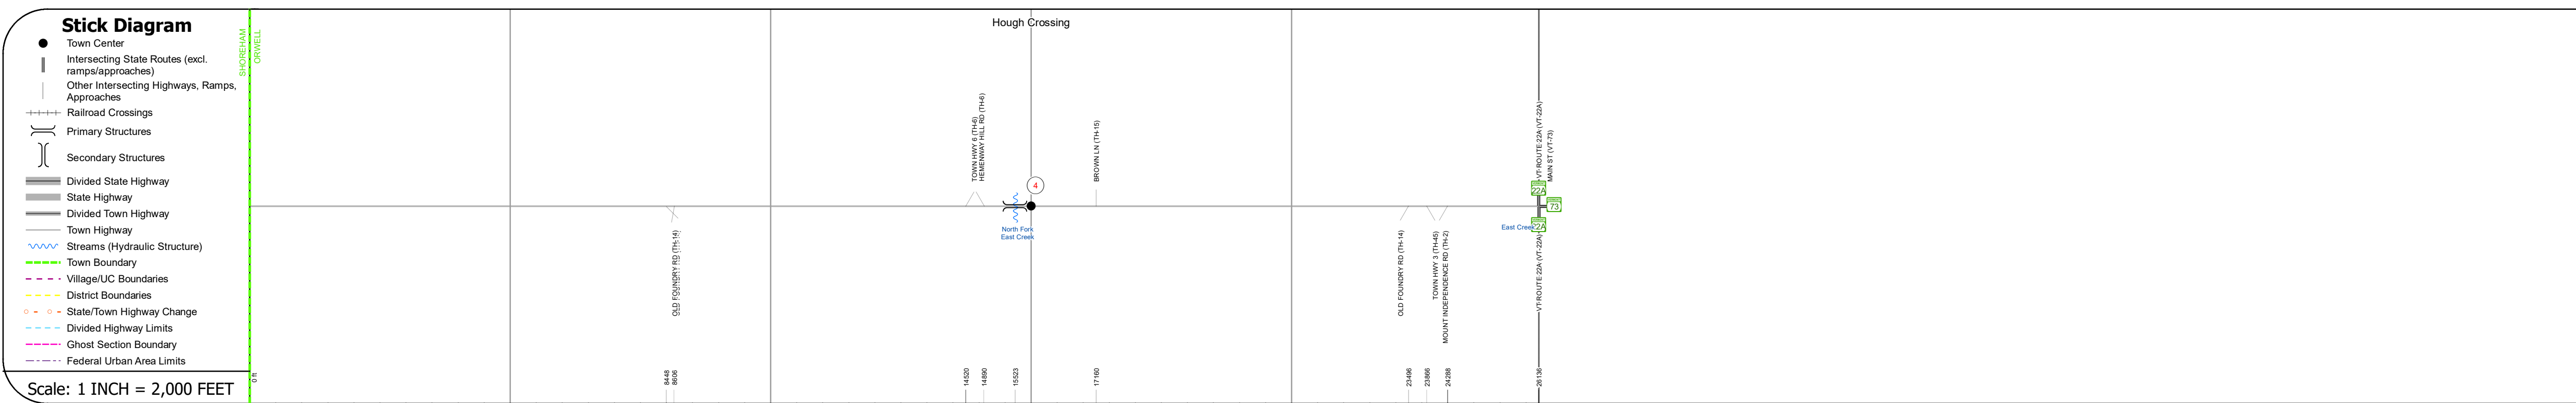 Stick Diagram
Town Center
Intersecting State Routes (excl.
ramps/approaches)
Other Intersecting Highways, Ramps,
Approaches
Railroad Crossings
Primary Structures
Secondary Structures
Divided State Highway
State Highway
Divided Town Highway
Town Highway
Streams (Hydraulic Structure)
Town Boundary
Village/UC Boundaries
District Boundaries
State/Town Highway Change
Divided Highway Limits
Ghost Section Boundary
Federal Urban Area Limits
Scale: 1 INCH = 2,000 FEET
SHOREHAM
ORWELL
0 ft
OLD FOUNDRY RD (TH-14)
8448
8606
TOWN HWY 6 (TH-6)
HEMENWAY HILL RD (TH-6)
14520
14890
North Fork
East Creek
15523
Hough Crossing
4
BROWN LN (TH-15)
17160
OLD FOUNDRY RD (TH-14)
23496
TOWN HWY 3 (TH-45)
23866
MOUNT INDEPENDENCE RD (TH-2)
24288
VT ROUTE 22A (VT-22A)
MAIN ST (VT-73)
22A
73
East Creek
22A
VT ROUTE 22A (VT-22A)
26136